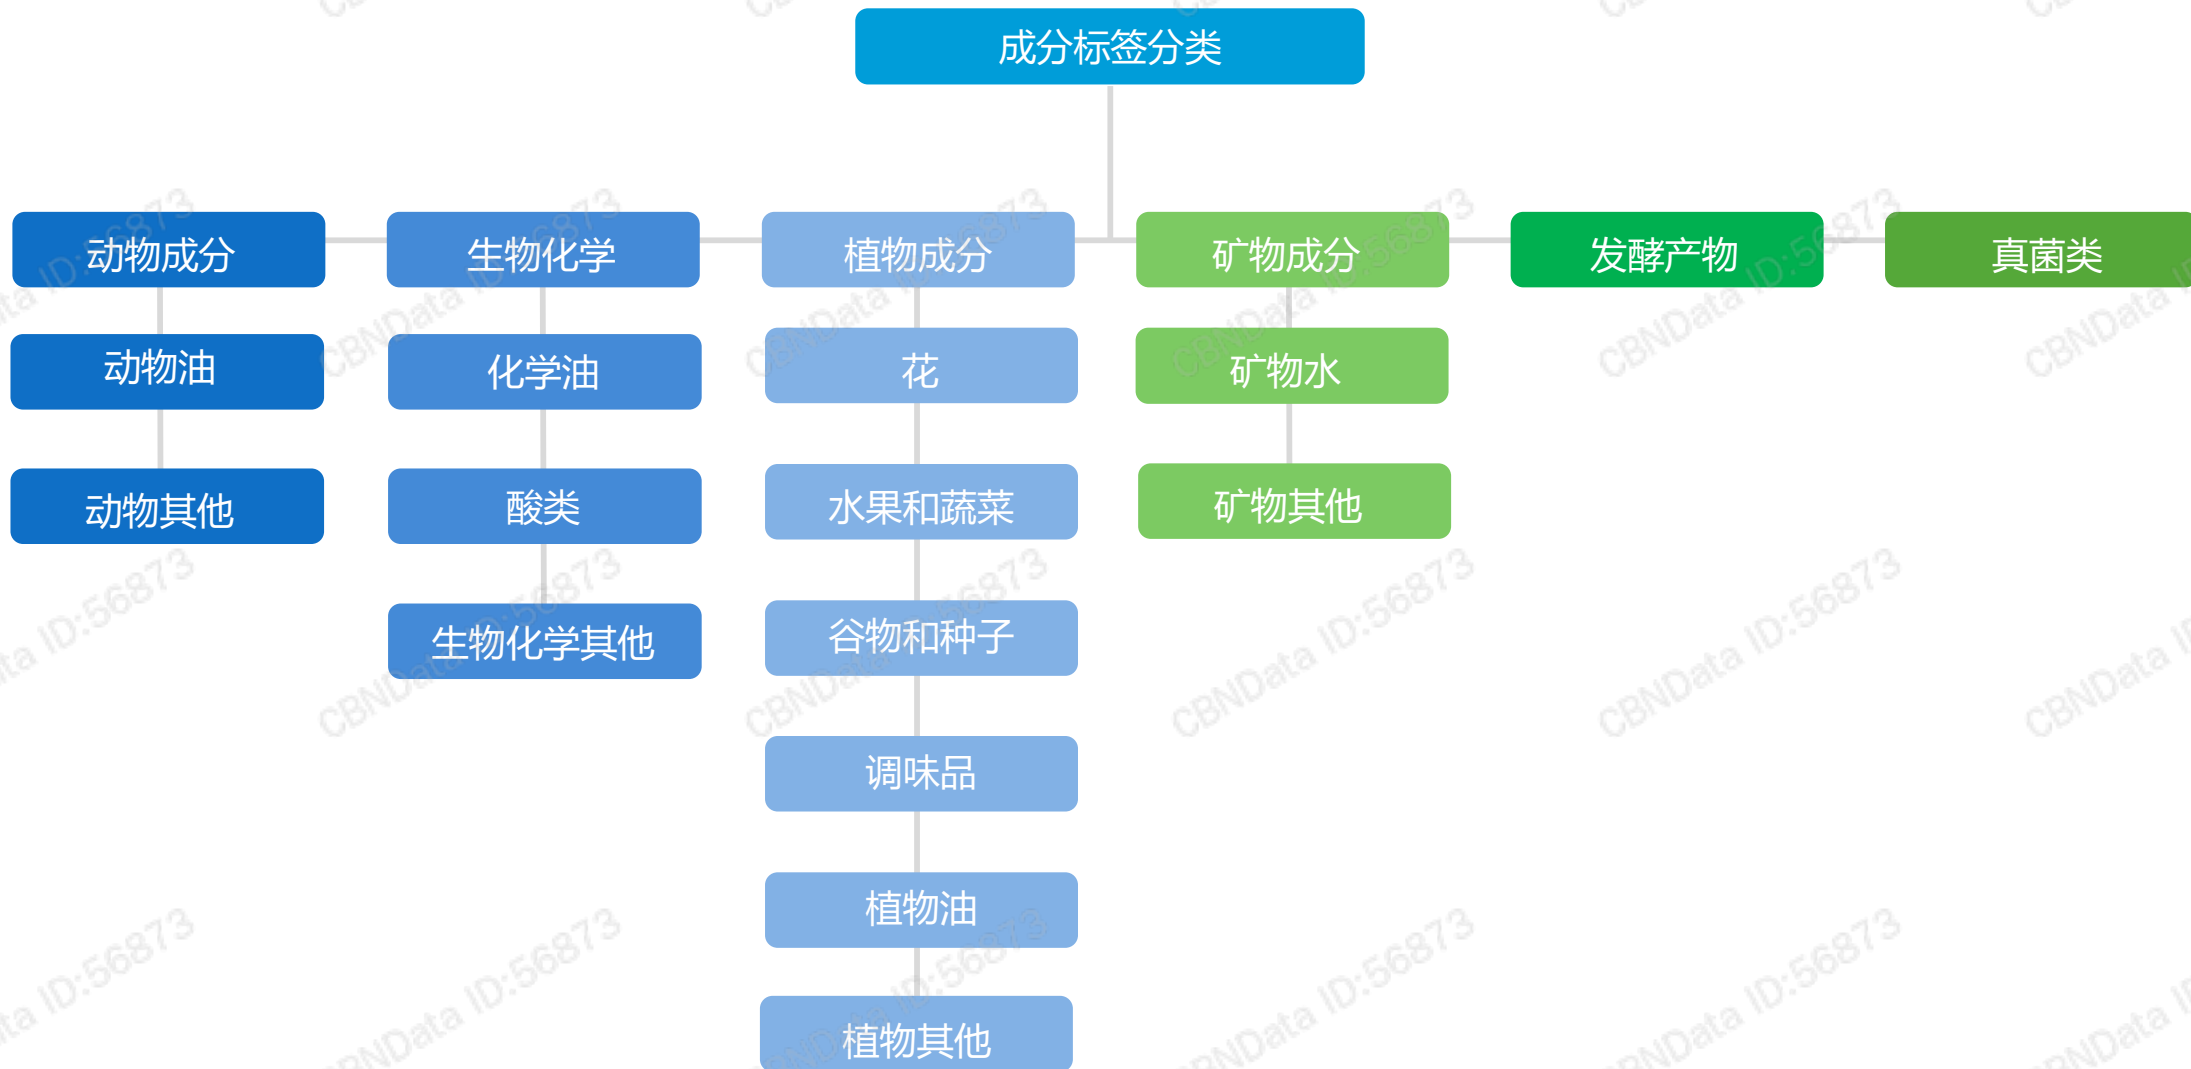 成分标签分类
动物成分
生物化学
植物成分
矿物成分
发酵产物
真菌类
动物油
化学油
花
矿物水
动物其他
酸类
水果和蔬菜
矿物其他
生物化学其他
谷物和种子
调味品
植物油
植物其他
CBNData ID:56873